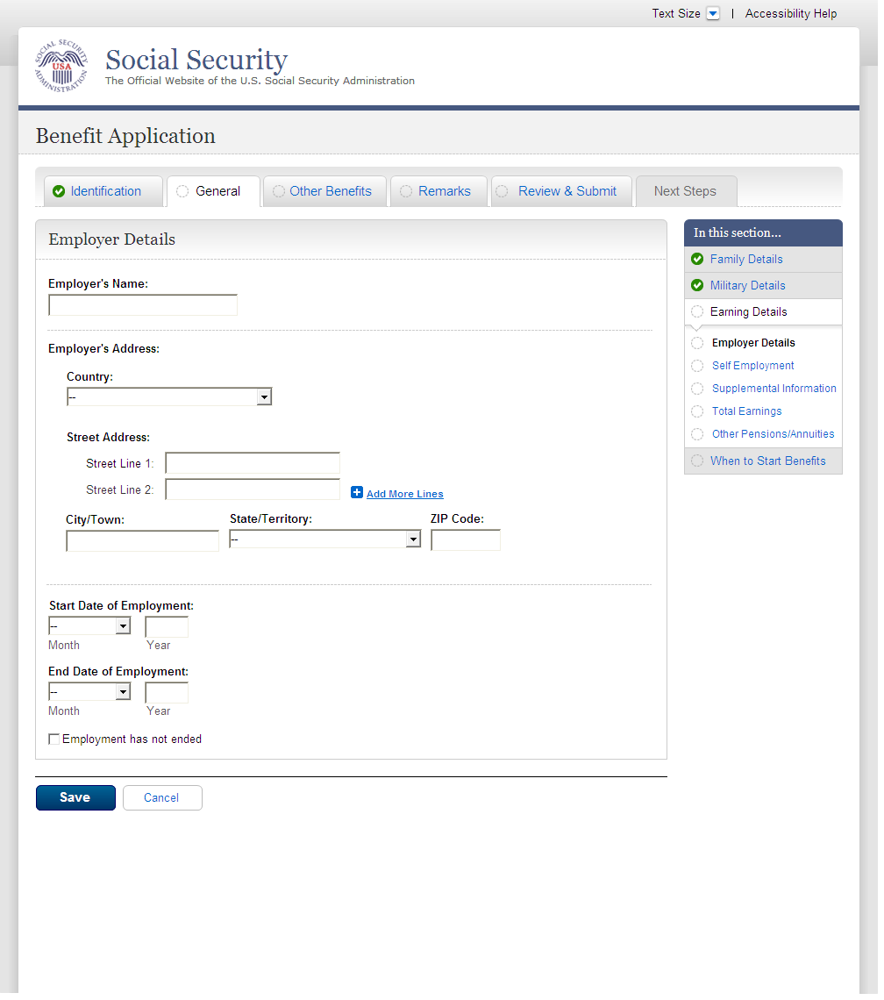 Text Size | Accessibility Help
SOCIAL SECURITY ADMINISTRATION
USA
Social Security
The Official Website of the U.S. Social Security Administration
Benefit Application
Identification General Other Benefits Remarks Review & Submit Next Steps
Employer Details
Employer's Name:
Employer's Address:
Country:
--
Street Address:
Street Line 1:
Street Line 2:
Add More Lines
City/Town: State/Territory: ZIP Code:
--
Start Date of Employment:
--
Month Year
End Date of Employment:
--
Month Year
Employment has not ended
Save Cancel
In this section...
Family Details
Military Details
Earning Details
Employer Details
Self Employment
Supplemental Information
Total Earnings
Other Pensions/Annuities
When to Start Benefits